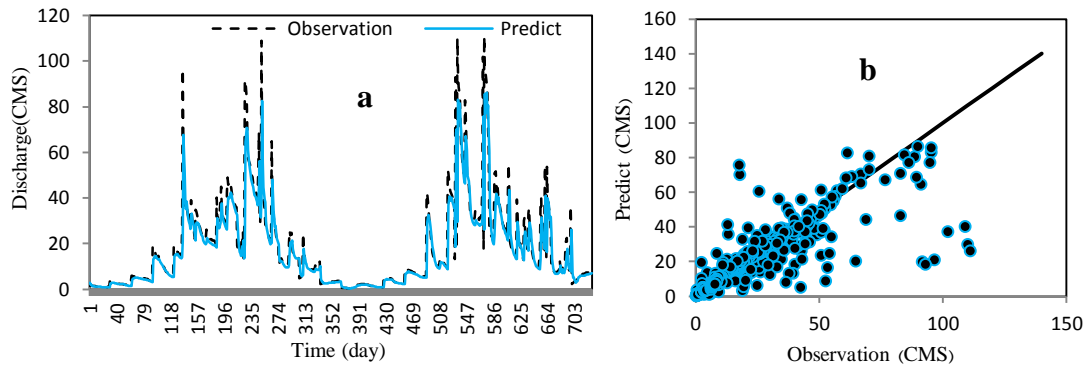 120
100
80
60
40
20
0
Discharge(CMS)
Observation Predict
a
1 40 79 118 157 196 235 274 313 352 391 430 469 508 547 586 625 664 703
Time (day)
160
140
120
100
80
60
40
20
0
Predict (CMS)
b
0 50 100 150
Observation (CMS)